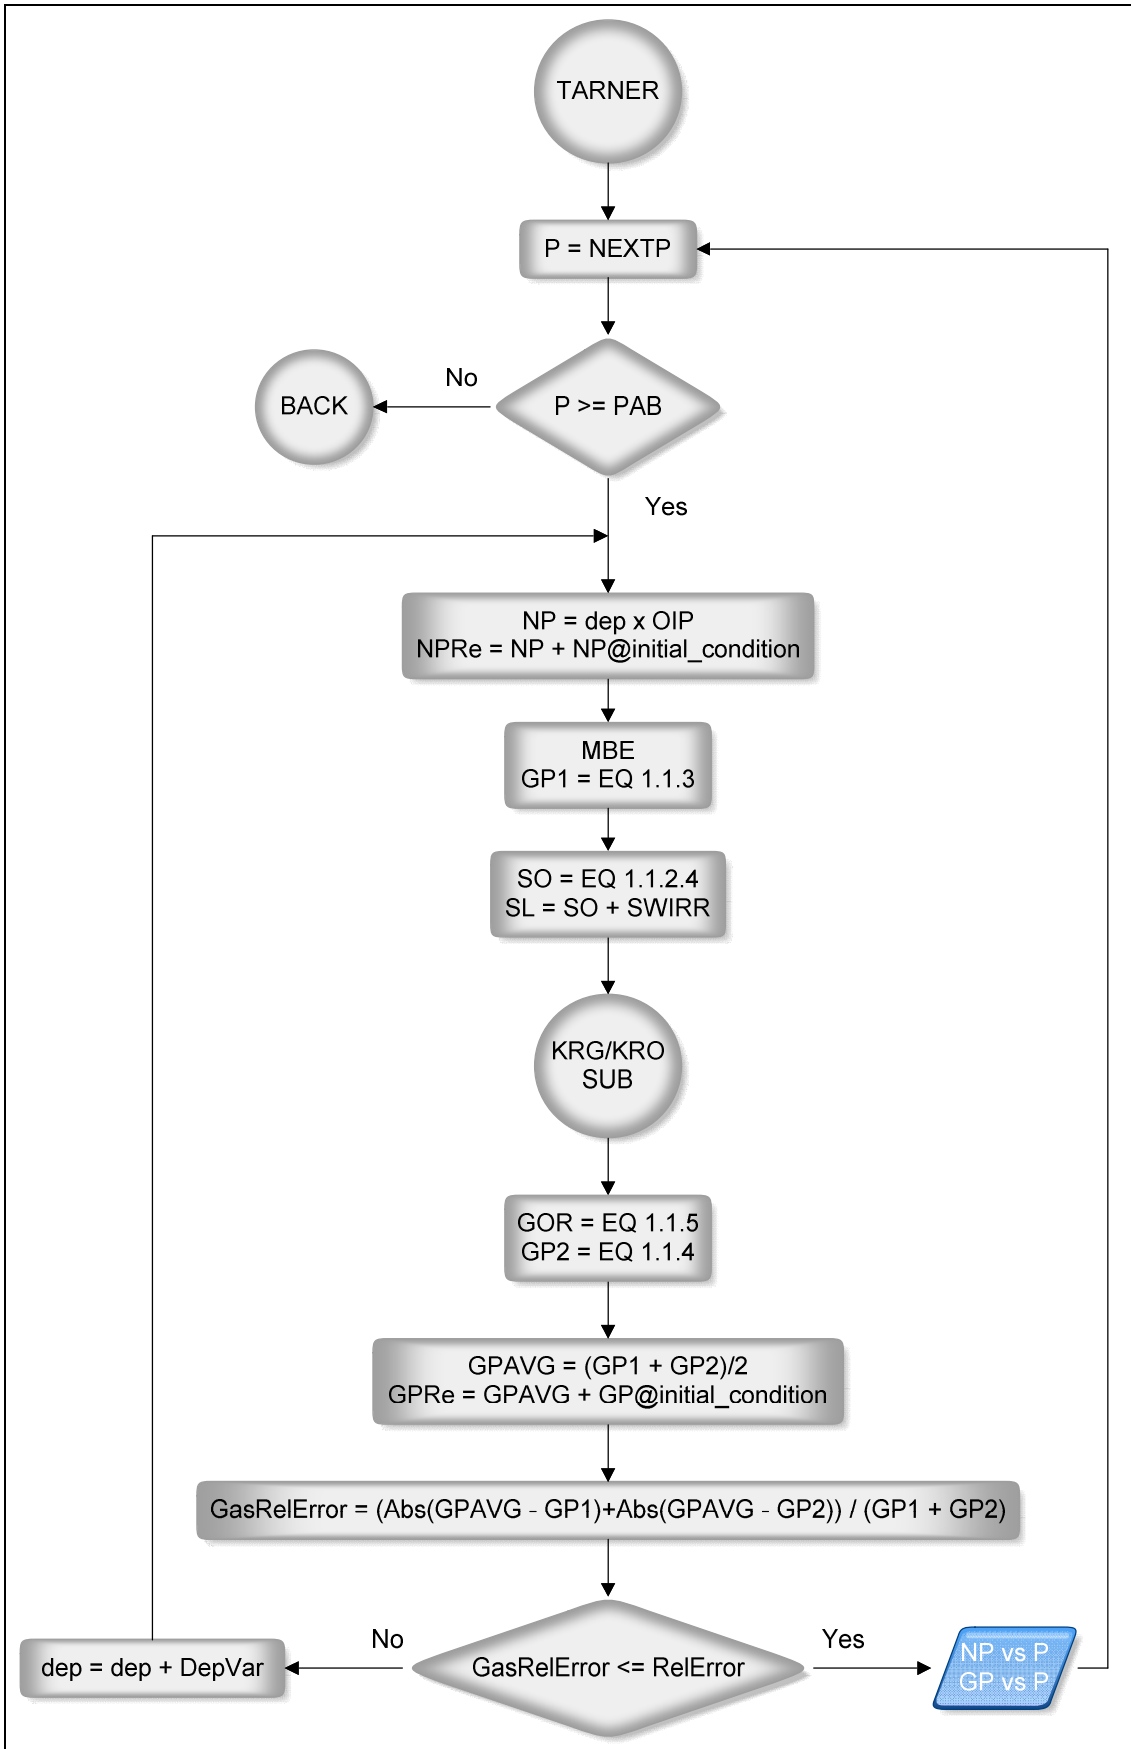 TARNER
P = NEXTP
No
BACK
P >= PAB
Yes
NP = dep x OIP
NPRe = NP + NP@initial_condition
MBE
GP1 = EQ 1.1.3
SO = EQ 1.1.2.4
SL = SO + SWIRR
KRG/KRO
SUB
GOR = EQ 1.1.5
GP2 = EQ 1.1.4
GPAVG = (GP1 + GP2)/2
GPRe = GPAVG + GP@initial_condition
GasRelError = (Abs(GPAVG - GP1)+Abs(GPAVG - GP2)) / (GP1 + GP2)
No
Yes
dep = dep + DepVar
GasRelError <= RelError
NP vs P
GP vs P